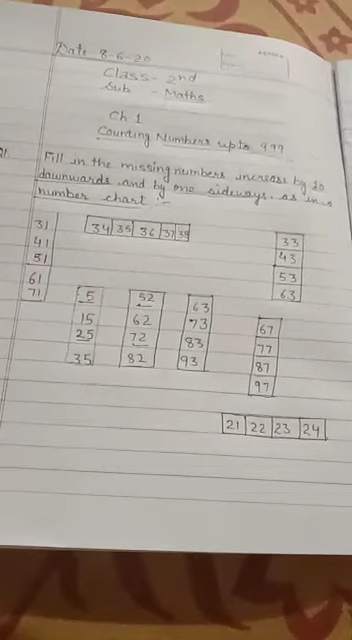 Date 8-6-20
Class - 2nd
Sub - Maths
Ch-1
Counting Numbers upto 999
Q1
Fill in the missing numbers increase by 10
downwards and by one sideways, as in a
number chart :-
31
41
51
61
71
34 35 36 37 38
33
43
53
63
5
15
25
35
52
62
72
82
63
73
83
93
67
77
87
97
21 22 23 24